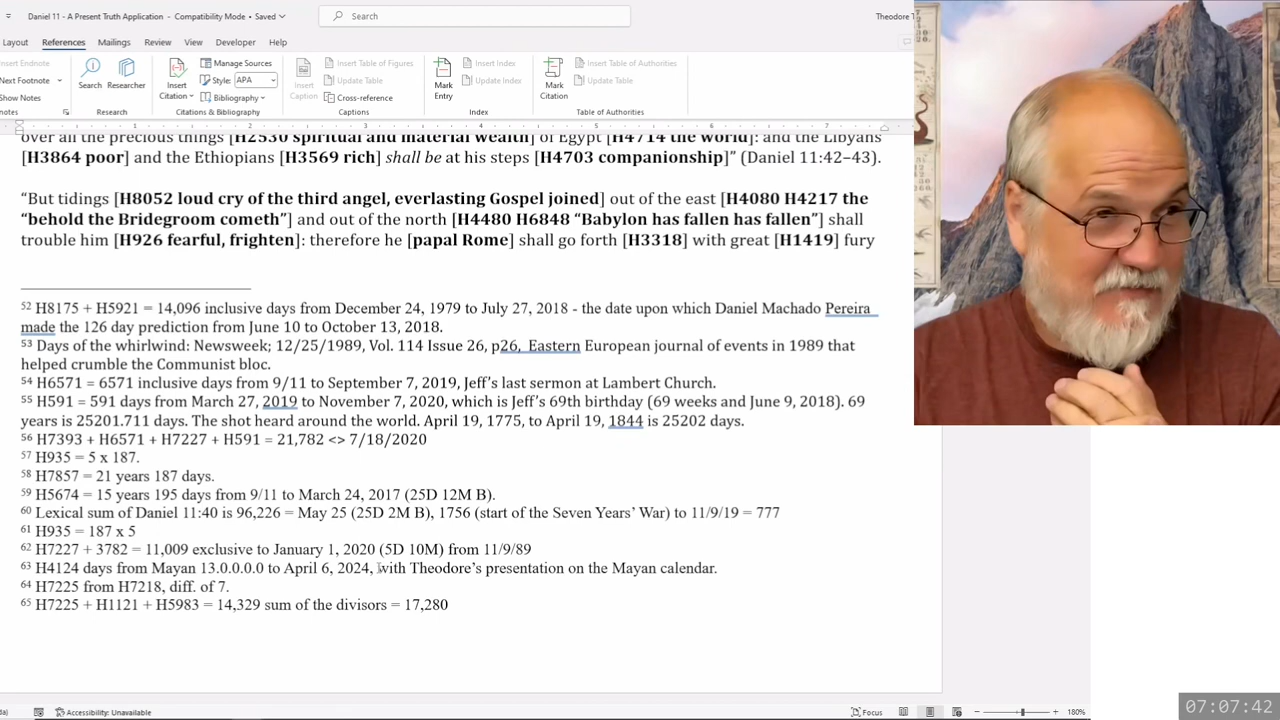 Daniel 11 - A Present Truth Application - Compatibility Mode • Saved
Search
Theodore T
Layout References Mailings Review View Developer Help
Insert Endnote
Next Footnote
Show Notes
Search
Researcher
Research
Insert Citation
Manage Sources
Style: APA
Bibliography
Citations & Bibliography
Insert Caption
Insert Table of Figures
Update Table
Cross-reference
Captions
Mark Entry
Insert Index
Update Index
Index
Mark Citation
Insert Table of Authorities
Update Table
Table of Authorities
1 2 3 4 5 6 7
over all the precious things [H2530 spiritual and material wealth] of Egypt [H4714 the world]: and the Libyans
[H3864 poor] and the Ethiopians [H3569 rich] shall be at his steps [H4703 companionship]” (Daniel 11:42–43).
“But tidings [H8052 loud cry of the third angel, everlasting Gospel joined] out of the east [H4080 H4217 the
“behold the Bridegroom cometh”] and out of the north [H4480 H6848 “Babylon has fallen has fallen”] shall
trouble him [H926 fearful, frighten]: therefore he [papal Rome] shall go forth [H3318] with great [H1419] fury
52 H8175 + H5921 = 14,096 inclusive days from December 24, 1979 to July 27, 2018 - the date upon which Daniel Machado Pereira
made the 126 day prediction from June 10 to October 13, 2018.
53 Days of the whirlwind: Newsweek; 12/25/1989, Vol. 114 Issue 26, p26, Eastern European journal of events in 1989 that
helped crumble the Communist bloc.
54 H6571 = 6571 inclusive days from 9/11 to September 7, 2019, Jeff’s last sermon at Lambert Church.
55 H591 = 591 days from March 27, 2019 to November 7, 2020, which is Jeff’s 69th birthday (69 weeks and June 9, 2018). 69
years is 25201.711 days. The shot heard around the world. April 19, 1775, to April 19, 1844 is 25202 days.
56 H7393 + H6571 + H7227 + H591 = 21,782 <> 7/18/2020
57 H935 = 5 x 187.
58 H7857 = 21 years 187 days.
59 H5674 = 15 years 195 days from 9/11 to March 24, 2017 (25D 12M B).
60 Lexical sum of Daniel 11:40 is 96,226 = May 25 (25D 2M B), 1756 (start of the Seven Years’ War) to 11/9/19 = 777
61 H935 = 187 x 5
62 H7227 + 3782 = 11,009 exclusive to January 1, 2020 (5D 10M) from 11/9/89
63 H4124 days from Mayan 13.0.0.0.0 to April 6, 2024, with Theodore’s presentation on the Mayan calendar.
64 H7225 from H7218, diff. of 7.
65 H7225 + H1121 + H5983 = 14,329 sum of the divisors = 17,280
Accessibility: Unavailable
Focus
180%
07:07:42